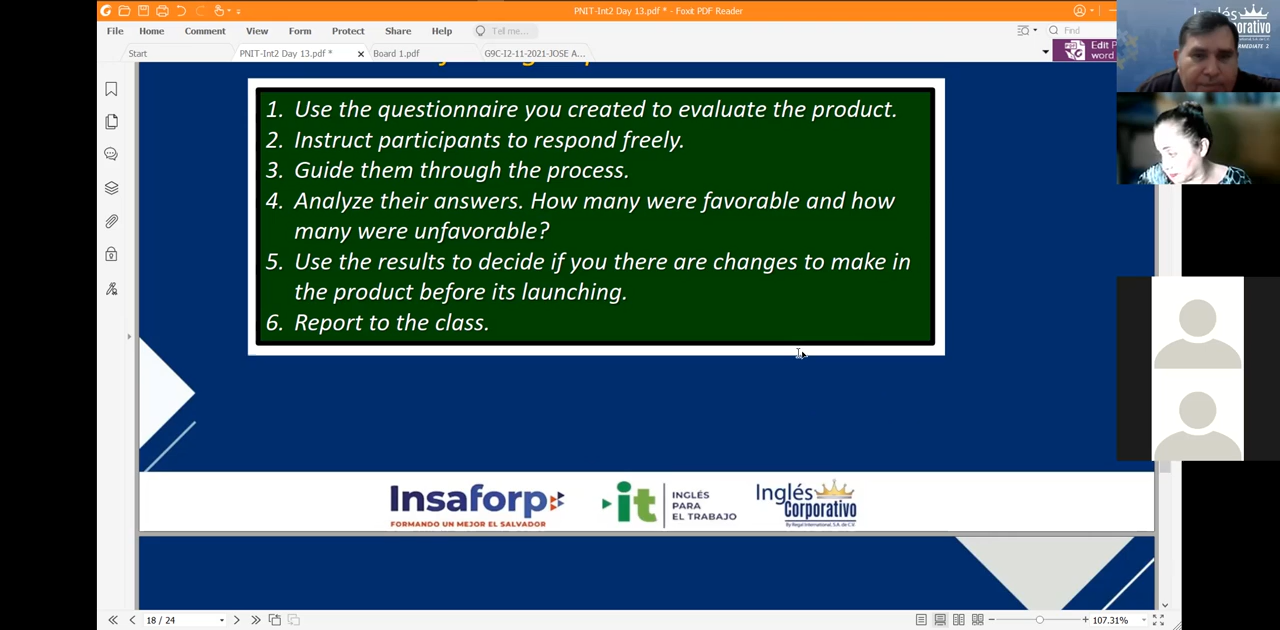 PNIT-Int2 Day 13.pdf * - Foxit PDF Reader
File Home Comment View Form Protect Share Help Tell me... Find
Start PNIT-Int2 Day 13.pdf * Board 1.pdf G9C-I2-11-2021-JOSE A... Edit P
word
1. Use the questionnaire you created to evaluate the product.
2. Instruct participants to respond freely.
3. Guide them through the process.
4. Analyze their answers. How many were favorable and how
many were unfavorable?
5. Use the results to decide if you there are changes to make in
the product before its launching.
6. Report to the class.
Insaforp
FORMANDO UN MEJOR EL SALVADOR
it
INGLÉS
PARA
EL TRABAJO
Inglés
Corporativo
By Regal International, S.A. de C.V.
18 / 24
107.31%
Inglés